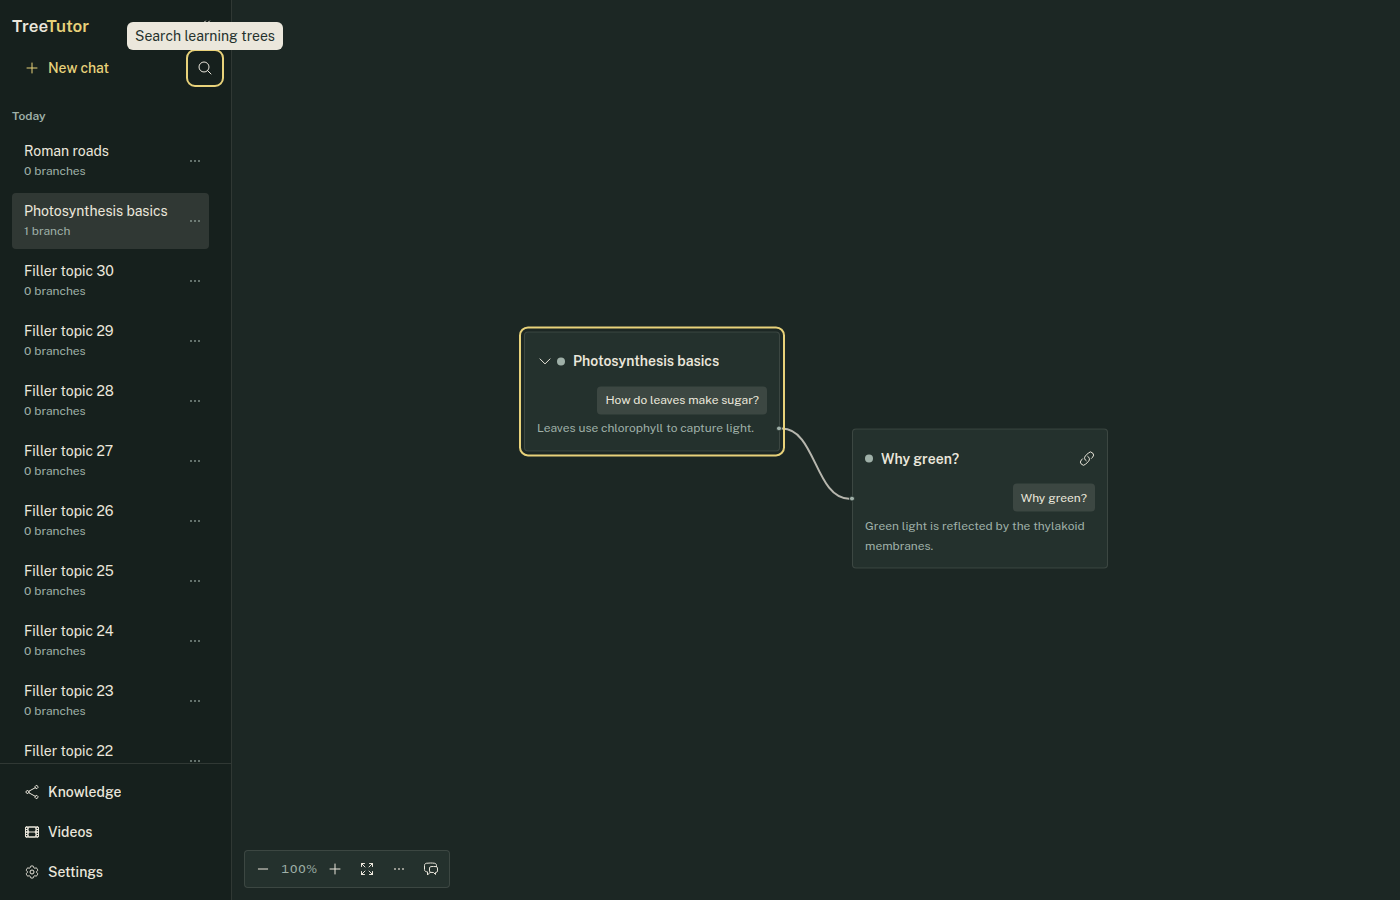 TreeTutor
Search learning trees
New chat
Today
Roman roads
0 branches
Photosynthesis basics
1 branch
Filler topic 30
0 branches
Filler topic 29
0 branches
Filler topic 28
0 branches
Filler topic 27
0 branches
Filler topic 26
0 branches
Filler topic 25
0 branches
Filler topic 24
0 branches
Filler topic 23
0 branches
Filler topic 22
Knowledge
Videos
Settings
Photosynthesis basics
How do leaves make sugar?
Leaves use chlorophyll to capture light.
Why green?
Why green?
Green light is reflected by the thylakoid
membranes.
100%